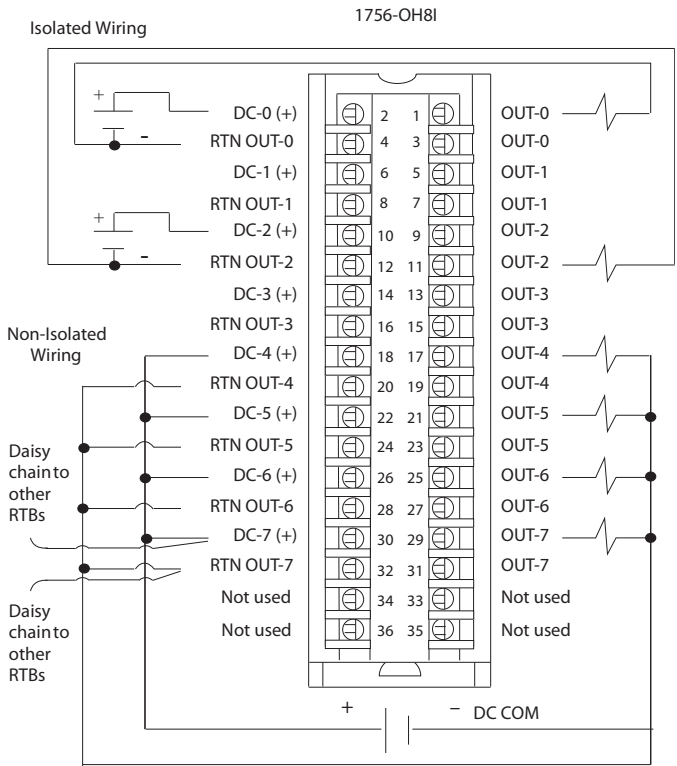 1756-OH8I
Isolated Wiring
+
DC-0 (+) 2 1 OUT-0
- RTN OUT-0 4 3 OUT-0
DC-1 (+) 6 5 OUT-1
RTN OUT-1 8 7 OUT-1
+ DC-2 (+) 10 9 OUT-2
- RTN OUT-2 12 11 OUT-2
DC-3 (+) 14 13 OUT-3
RTN OUT-3 16 15 OUT-3
Non-Isolated
Wiring
DC-4 (+) 18 17 OUT-4
RTN OUT-4 20 19 OUT-4
DC-5 (+) 22 21 OUT-5
RTN OUT-5 24 23 OUT-5
Daisy
chain to
other
RTBs
DC-6 (+) 26 25 OUT-6
RTN OUT-6 28 27 OUT-6
DC-7 (+) 30 29 OUT-7
RTN OUT-7 32 31 OUT-7
Not used 34 33 Not used
Not used 36 35 Not used
Daisy
chain to
other
RTBs
+ – DC COM